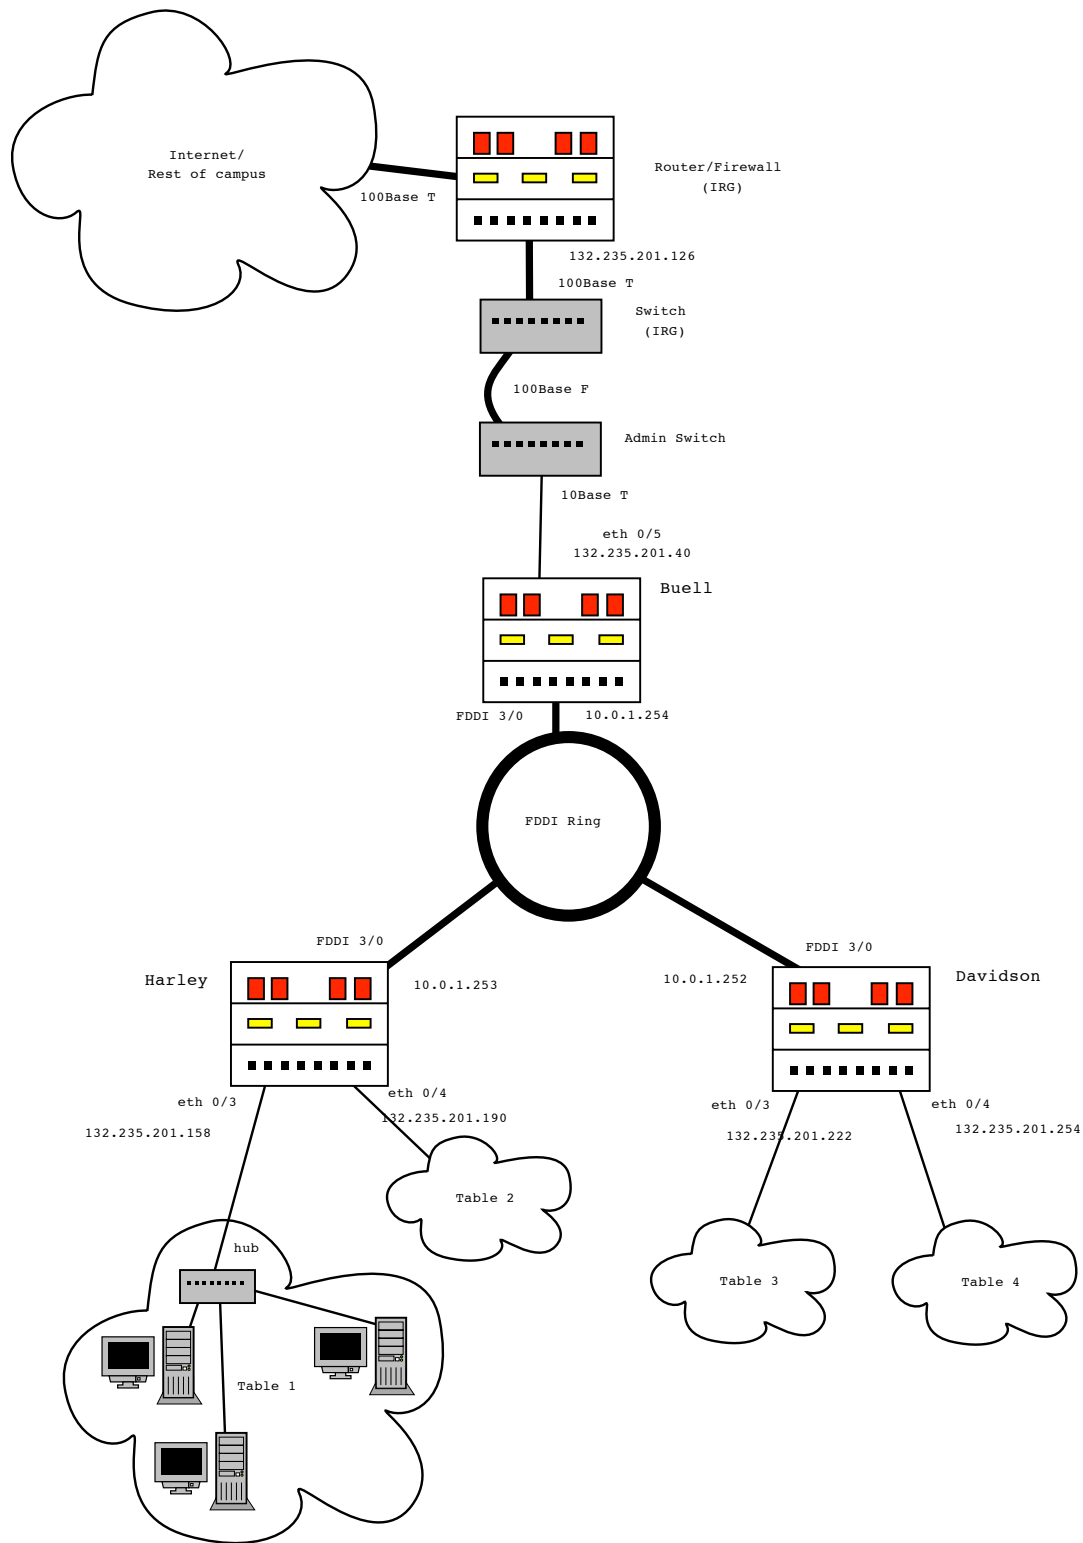 Internet/
Rest of campus
100Base T
Router/Firewall
(IRG)
132.235.201.126
100Base T
Switch
(IRG)
100Base F
Admin Switch
10Base T
eth 0/5
132.235.201.40
Buell
FDDI 3/0
10.0.1.254
FDDI Ring
FDDI 3/0
Harley
10.0.1.253
FDDI 3/0
10.0.1.252
Davidson
eth 0/3
132.235.201.158
eth 0/4
132.235.201.190
eth 0/3
132.235.201.222
eth 0/4
132.235.201.254
Table 2
hub
Table 1
Table 3
Table 4